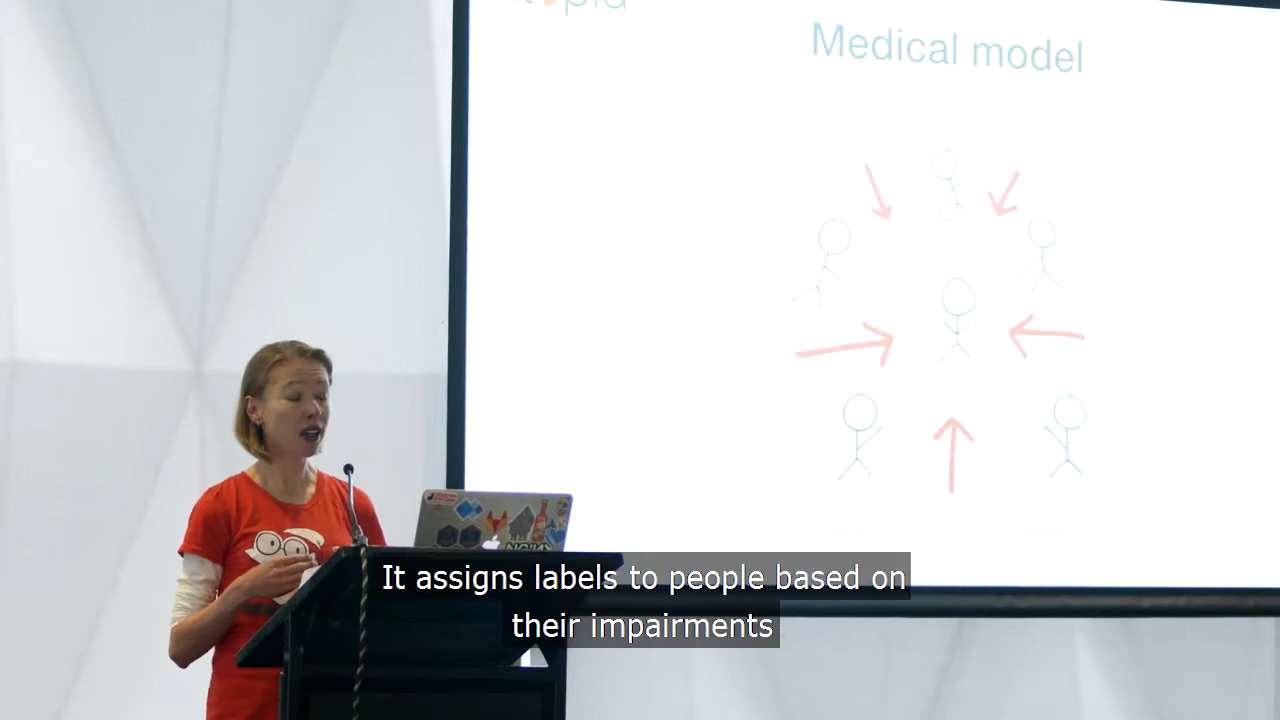 Medical model
It assigns labels to people based on
their impairments